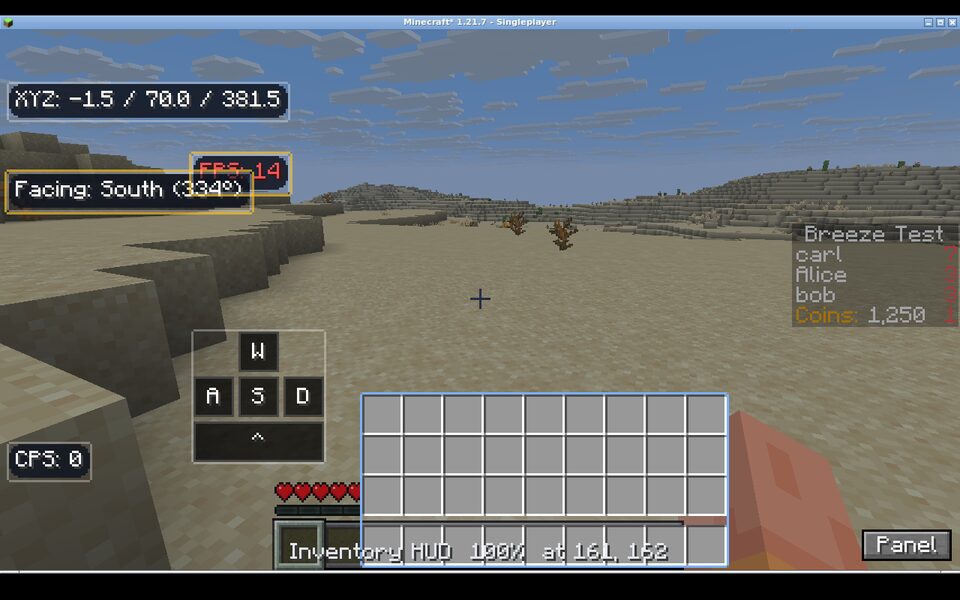 Minecraft* 1.21.7 - Singleplayer
XYZ: -1.5 / 70.0 / 381.5
FPS: 14
Facing: South (334°)
Breeze Test
carl
Alice
bob
Coins: 1,250
W
A S D
^
CPS: 0
Inventory HUD 100% at 161, 162
Panel